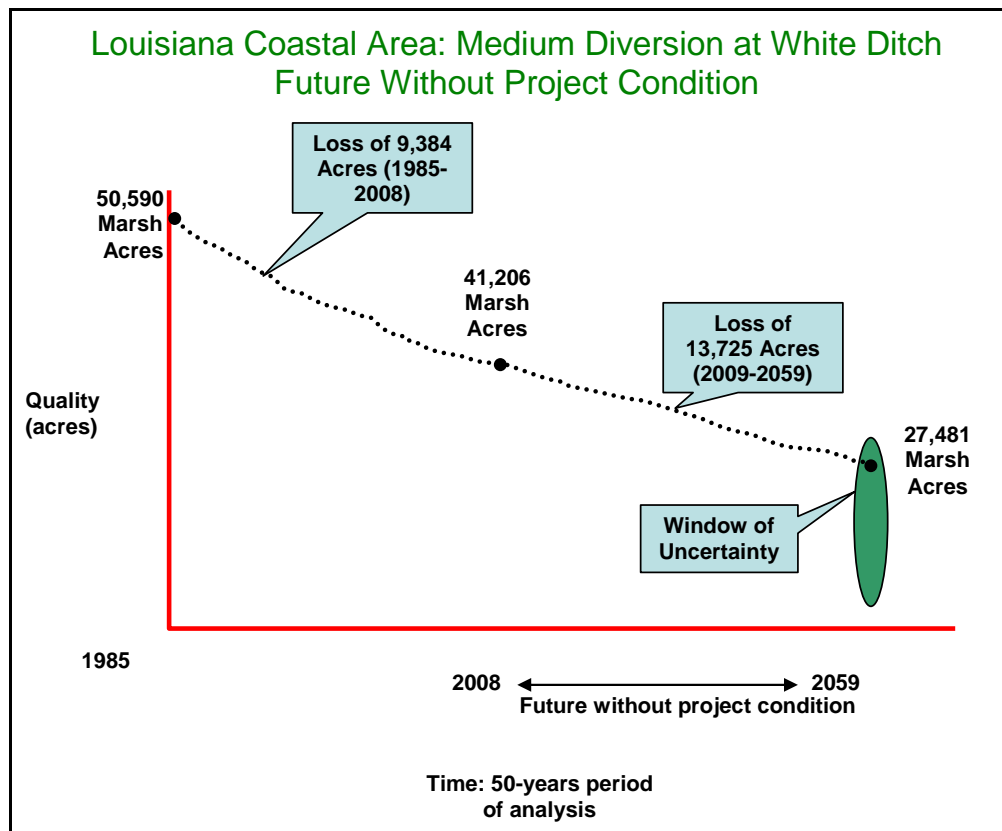 Louisiana Coastal Area: Medium Diversion at White Ditch
Future Without Project Condition
Loss of 9,384
Acres (1985-
2008)
50,590
Marsh
Acres
41,206
Marsh
Acres
Loss of
13,725 Acres
(2009-2059)
Quality
(acres)
27,481
Marsh
Acres
Window of
Uncertainty
1985
2008
2059
Future without project condition
Time: 50-years period
of analysis